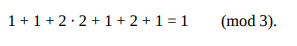 1 + 1 + 2 · 2 + 1 + 2 + 1 = 1 (mod 3).